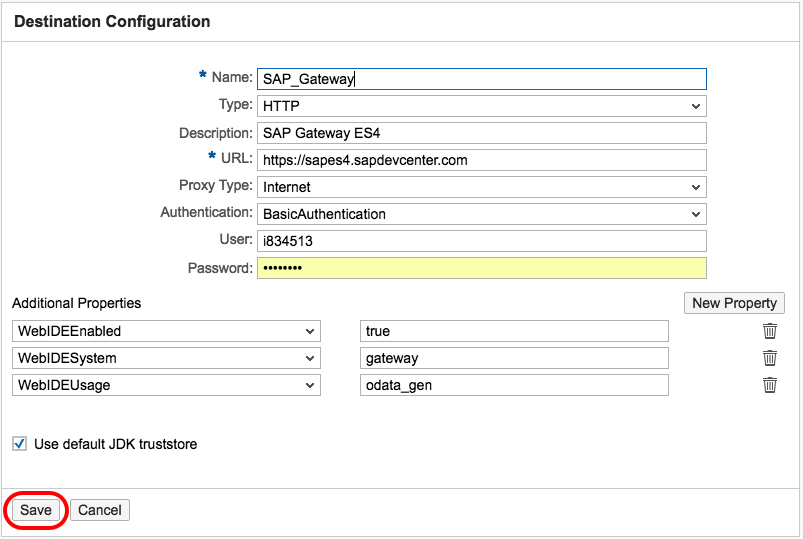 Destination Configuration
* Name: SAP_Gateway
Type: HTTP
Description: SAP Gateway ES4
* URL: https://sapes4.sapdevcenter.com
Proxy Type: Internet
Authentication: BasicAuthentication
User: i834513
Password: ••••••••
Additional Properties New Property
WebIDEEnabled true
WebIDESystem gateway
WebIDEUsage odata_gen
Use default JDK truststore
Save Cancel